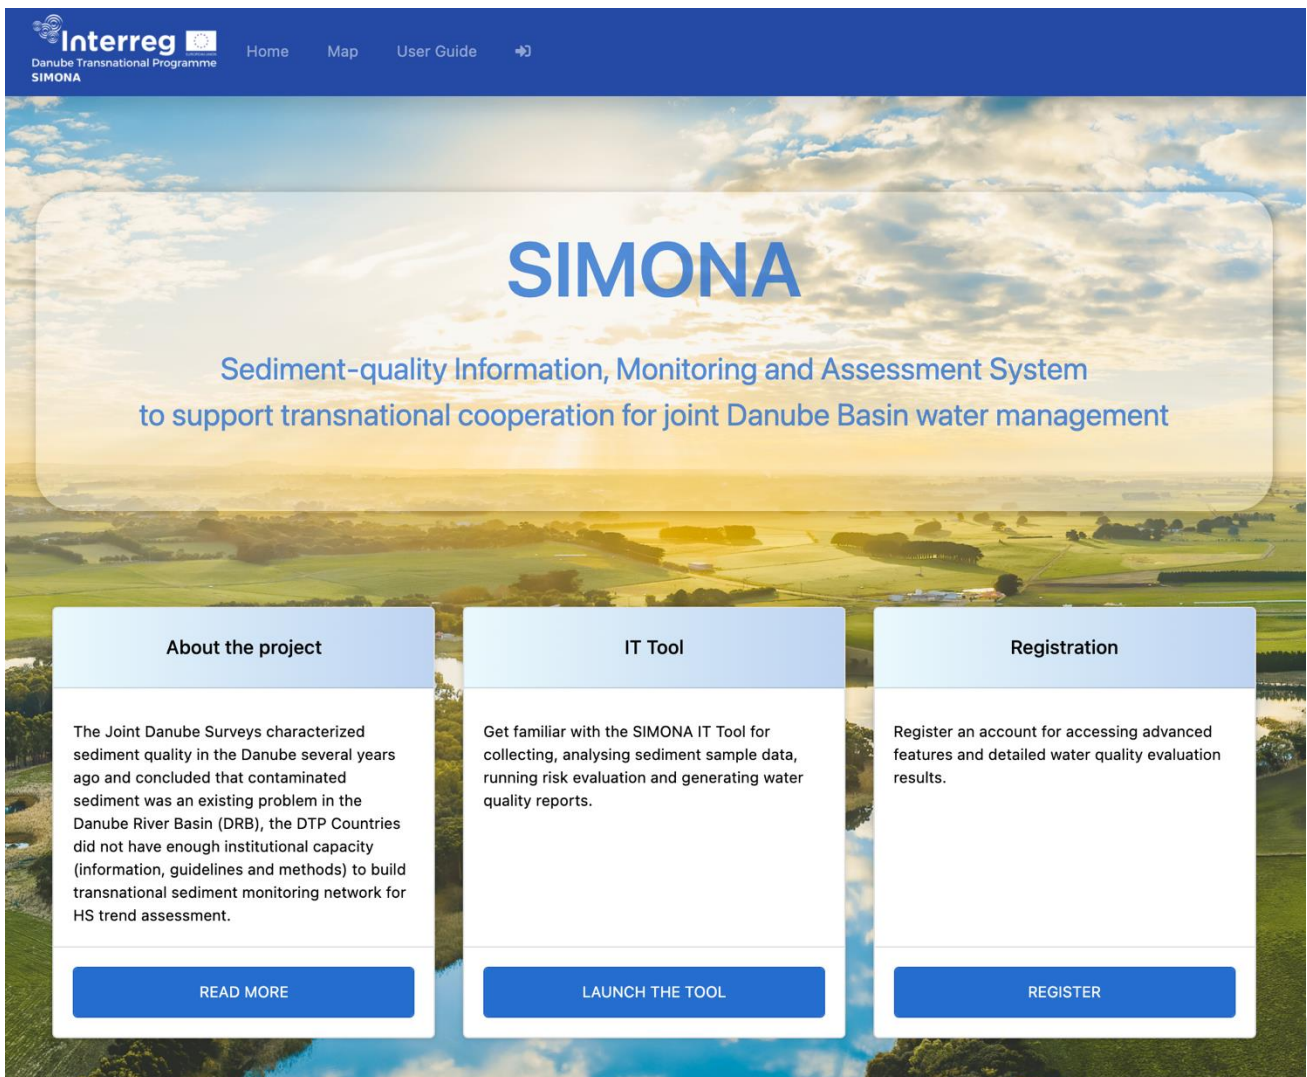 Interreg
Danube Transnational Programme
SIMONA
Home
Map
User Guide
SIMONA
Sediment-quality Information, Monitoring and Assessment System
to support transnational cooperation for joint Danube Basin water management
About the project
The Joint Danube Surveys characterized
sediment quality in the Danube several years
ago and concluded that contaminated
sediment was an existing problem in the
Danube River Basin (DRB), the DTP Countries
did not have enough institutional capacity
(information, guidelines and methods) to build
transnational sediment monitoring network for
HS trend assessment.
READ MORE
IT Tool
Get familiar with the SIMONA IT Tool for
collecting, analysing sediment sample data,
running risk evaluation and generating water
quality reports.
LAUNCH THE TOOL
Registration
Register an account for accessing advanced
features and detailed water quality evaluation
results.
REGISTER